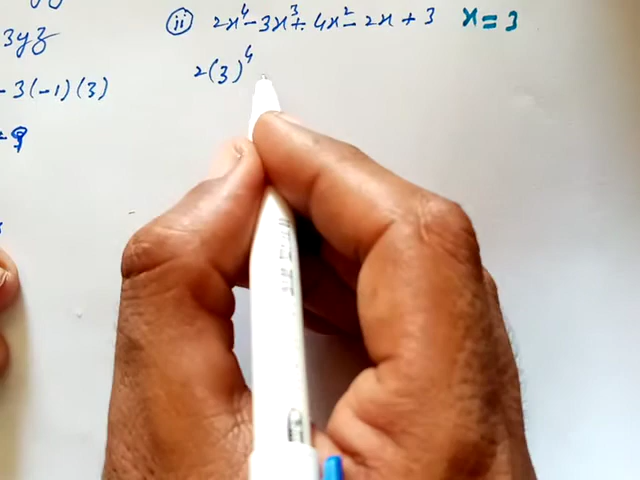 3yz
- 3(-1)(3)
= 9
(ii) 2x⁴ - 3x³ + 4x² - 2x + 3 x = 3
2(3)⁴